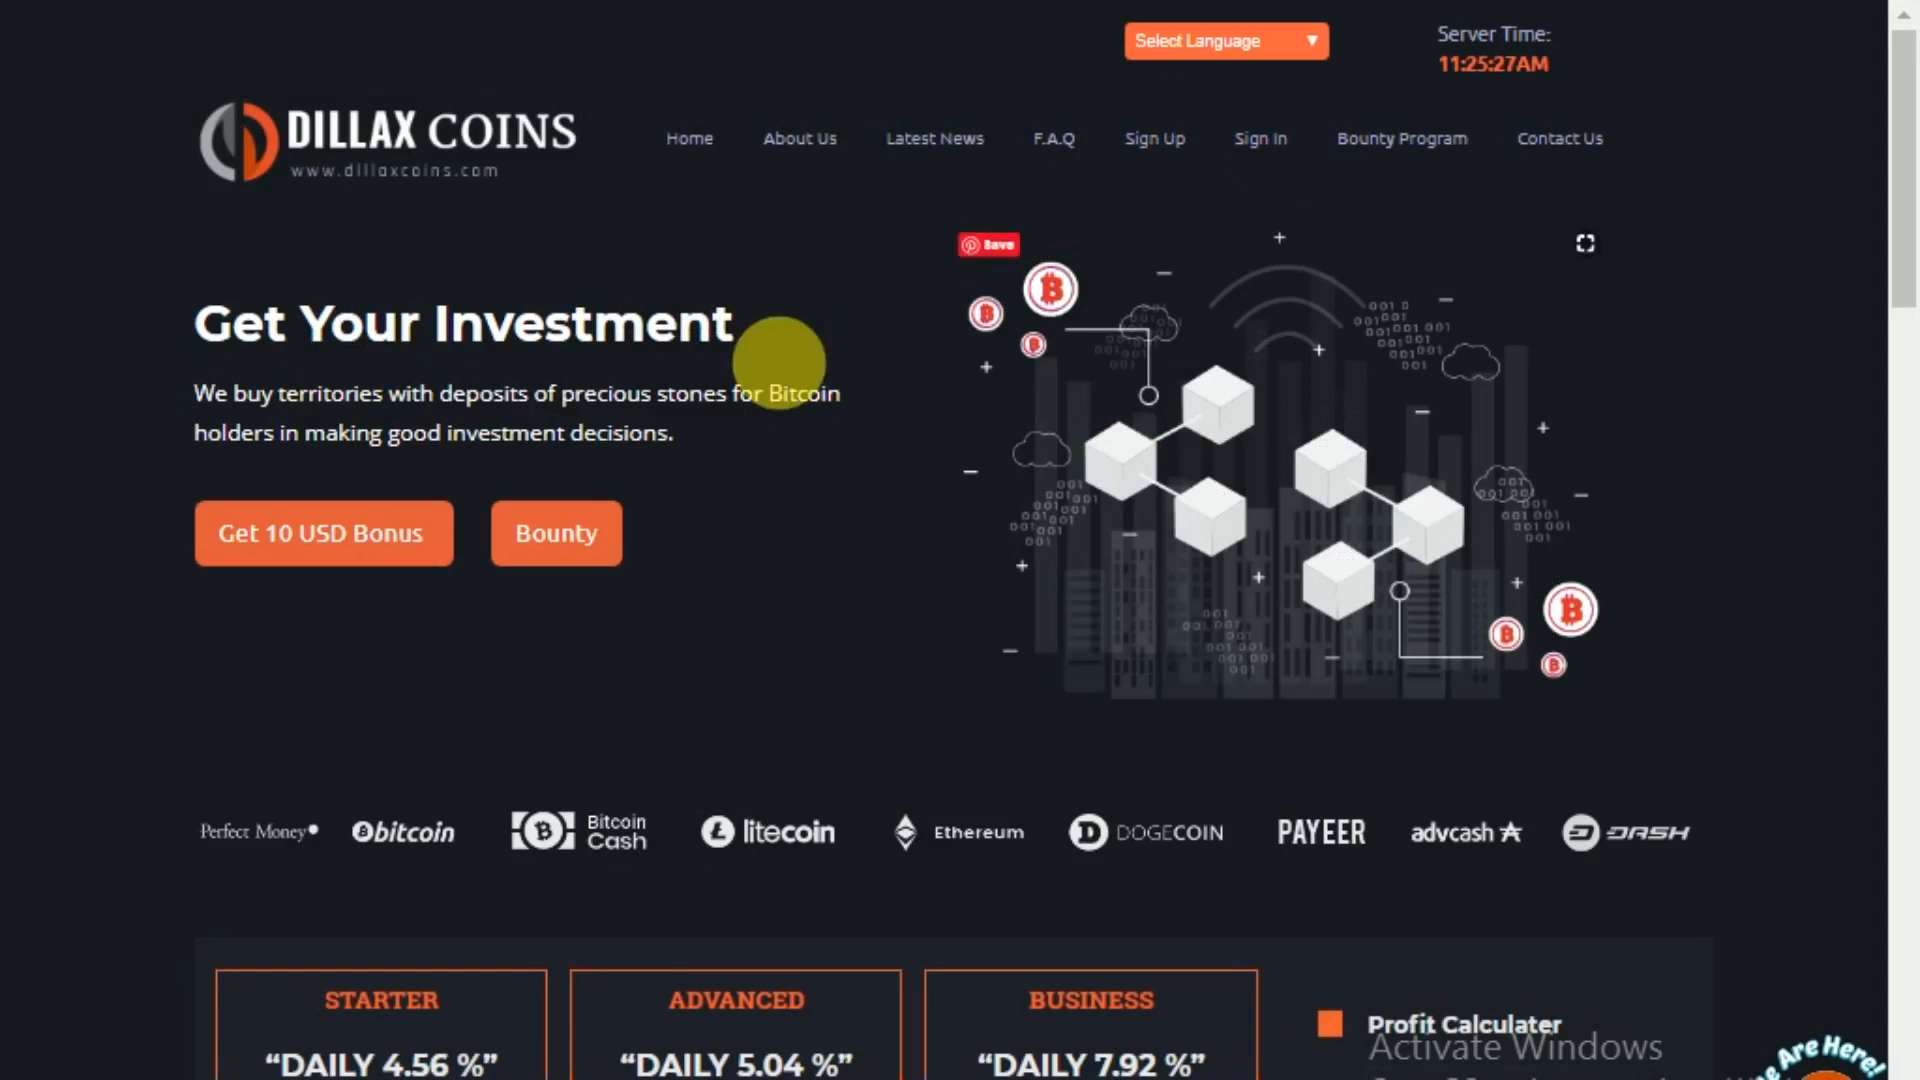 Select Language ▼
Server Time:
11:25:27AM
DILLAX COINS
www.dillaxcoins.com
Home
About Us
Latest News
F.A.Q
Sign Up
Sign In
Bounty Program
Contact Us
Save
Get Your Investment
We buy territories with deposits of precious stones for Bitcoin
holders in making good investment decisions.
Get 10 USD Bonus
Bounty
Perfect Money
bitcoin
Bitcoin
Cash
litecoin
Ethereum
DOGECOIN
PAYEER
advcash
DASH
STARTER
ADVANCED
BUSINESS
“DAILY 4.56 %”
“DAILY 5.04 %”
“DAILY 7.92 %”
Profit Calculater
Activate Windows
Are Here!